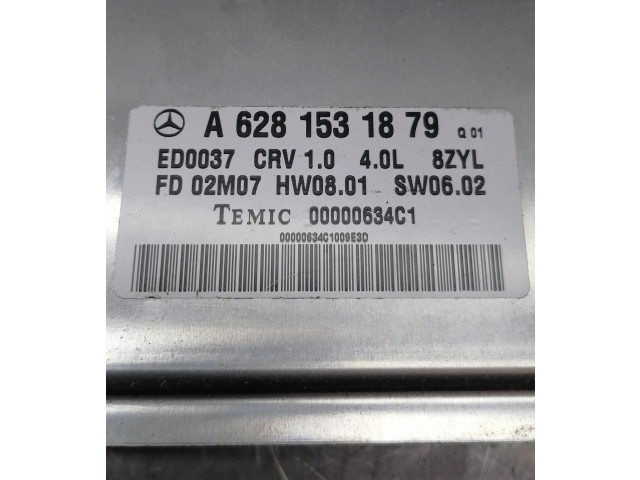 A 628 153 18 79 Q 01
ED0037 CRV 1.0 4.0L 8ZYL
FD 02M07 HW08.01 SW06.02
TEMIC 00000634C1
00000634C1009E3D